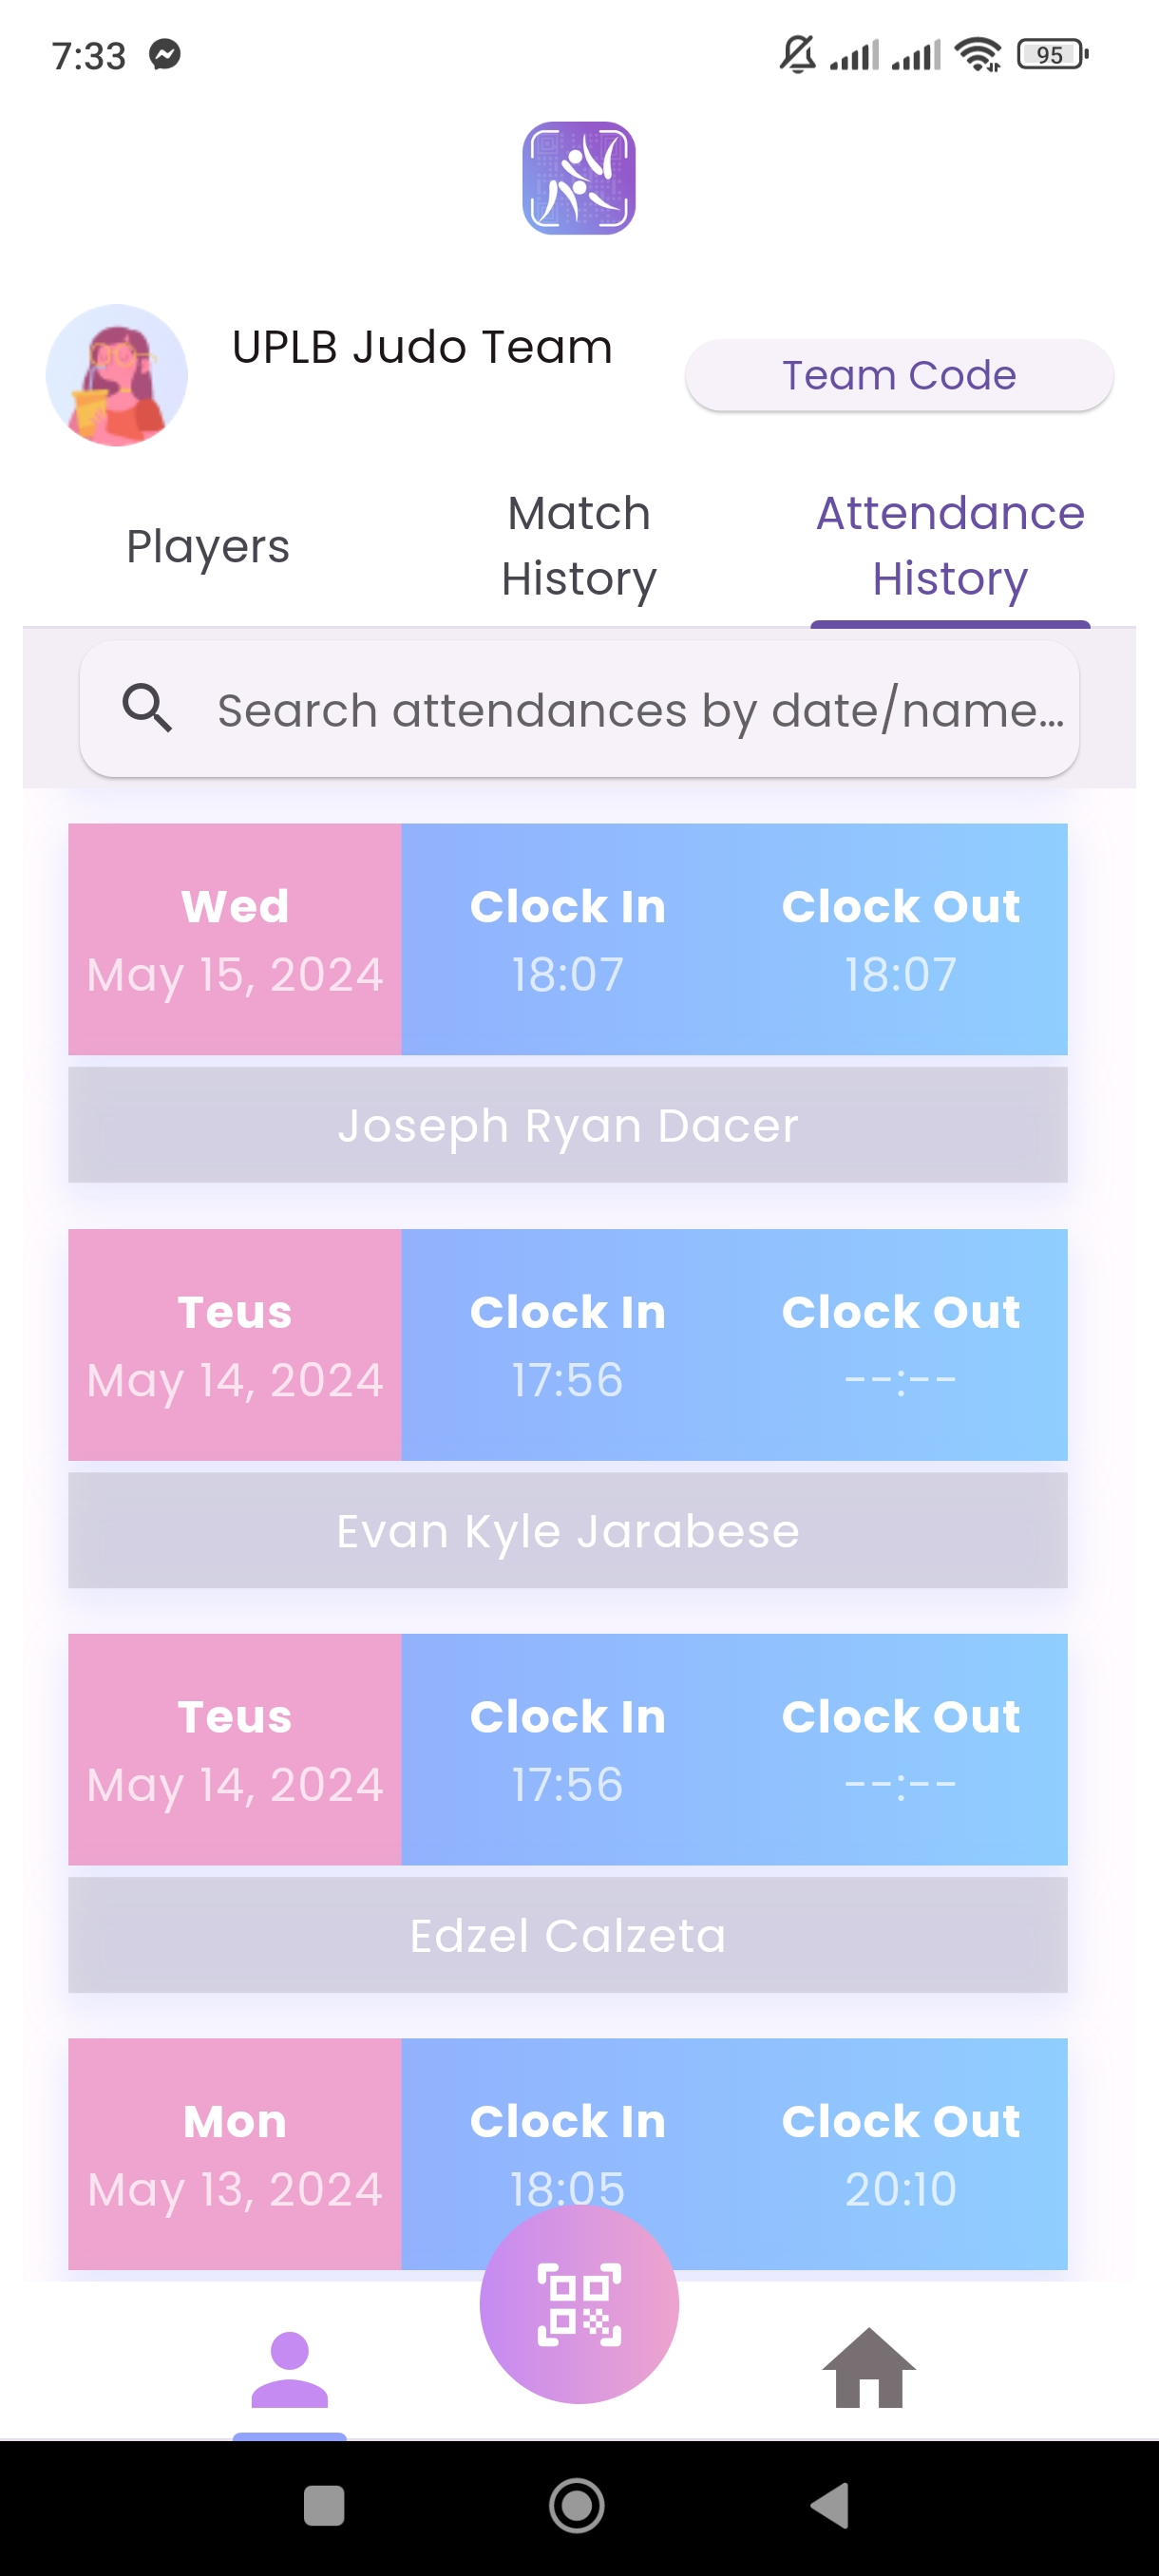 7:33
95
UPLB Judo Team
Team Code
Players
Match
History
Attendance
History
Search attendances by date/name...
Wed
May 15, 2024
Clock In
18:07
Clock Out
18:07
Joseph Ryan Dacer
Teus
May 14, 2024
Clock In
17:56
Clock Out
--:--
Evan Kyle Jarabese
Teus
May 14, 2024
Clock In
17:56
Clock Out
--:--
Edzel Calzeta
Mon
May 13, 2024
Clock In
18:05
Clock Out
20:10